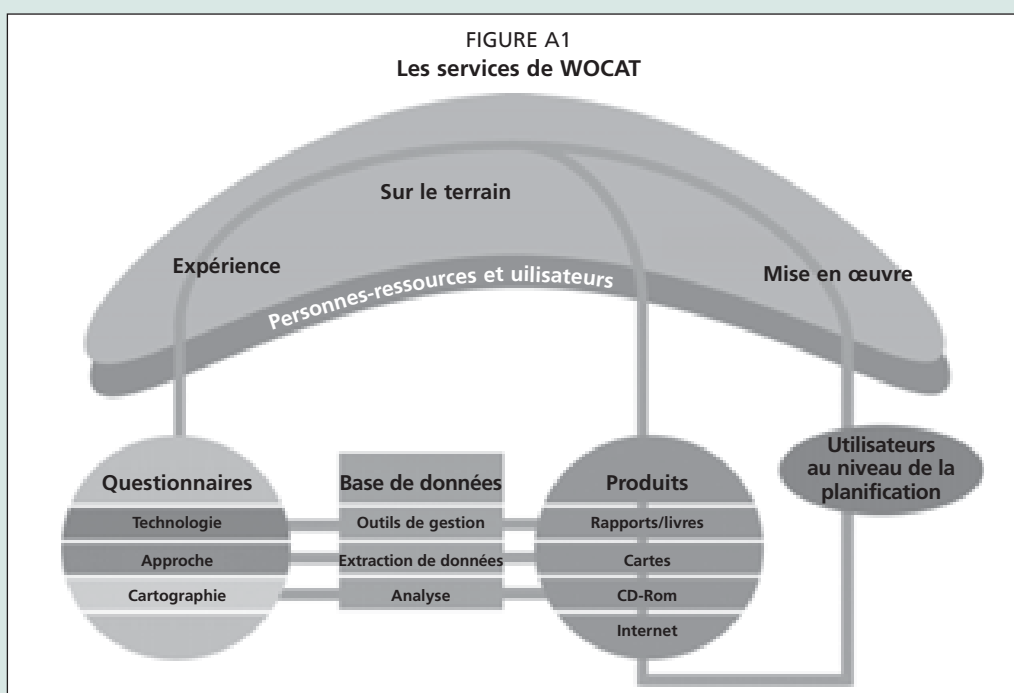 FIGURE A1
Les services de WOCAT
Sur le terrain
Expérience
Mise en œuvre
Personnes-ressources et uilisateurs
Utilisateurs
au niveau de la
planification
Questionnaires
Technologie
Approche
Cartographie
Base de données
Outils de gestion
Extraction de données
Analyse
Produits
Rapports/livres
Cartes
CD-Rom
Internet